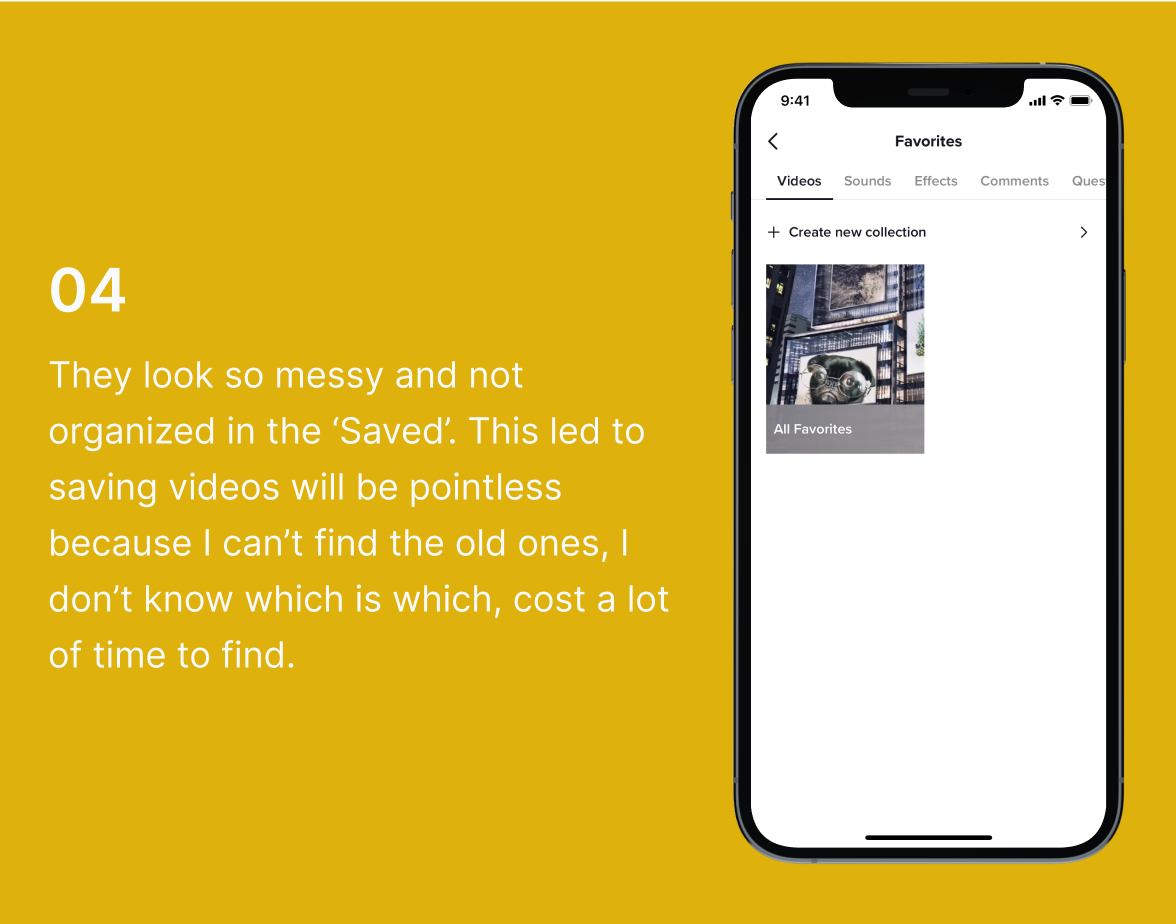 04
They look so messy and not
organized in the ‘Saved’. This led to
saving videos will be pointless
because I can’t find the old ones, I
don’t know which is which, cost a lot
of time to find.
9:41
Favorites
Videos Sounds Effects Comments Ques
+ Create new collection
All Favorites